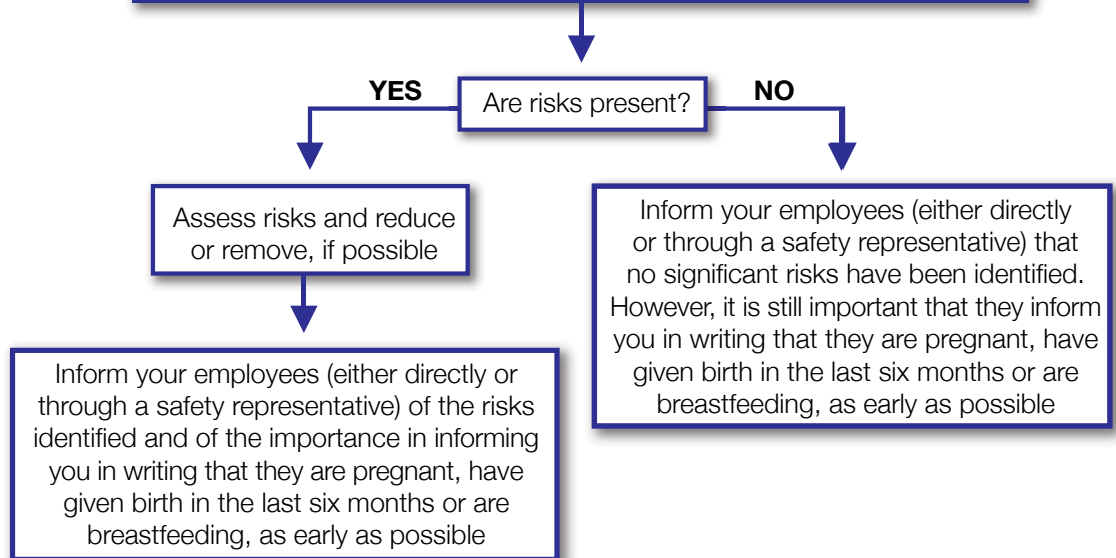 YES
Are risks present?
NO
Assess risks and reduce
or remove, if possible
Inform your employees (either directly or
through a safety representative) of the risks
identified and of the importance in informing
you in writing that they are pregnant, have
given birth in the last six months or are
breastfeeding, as early as possible
Inform your employees (either directly
or through a safety representative) that
no significant risks have been identified.
However, it is still important that they inform
you in writing that they are pregnant, have
given birth in the last six months or are
breastfeeding, as early as possible